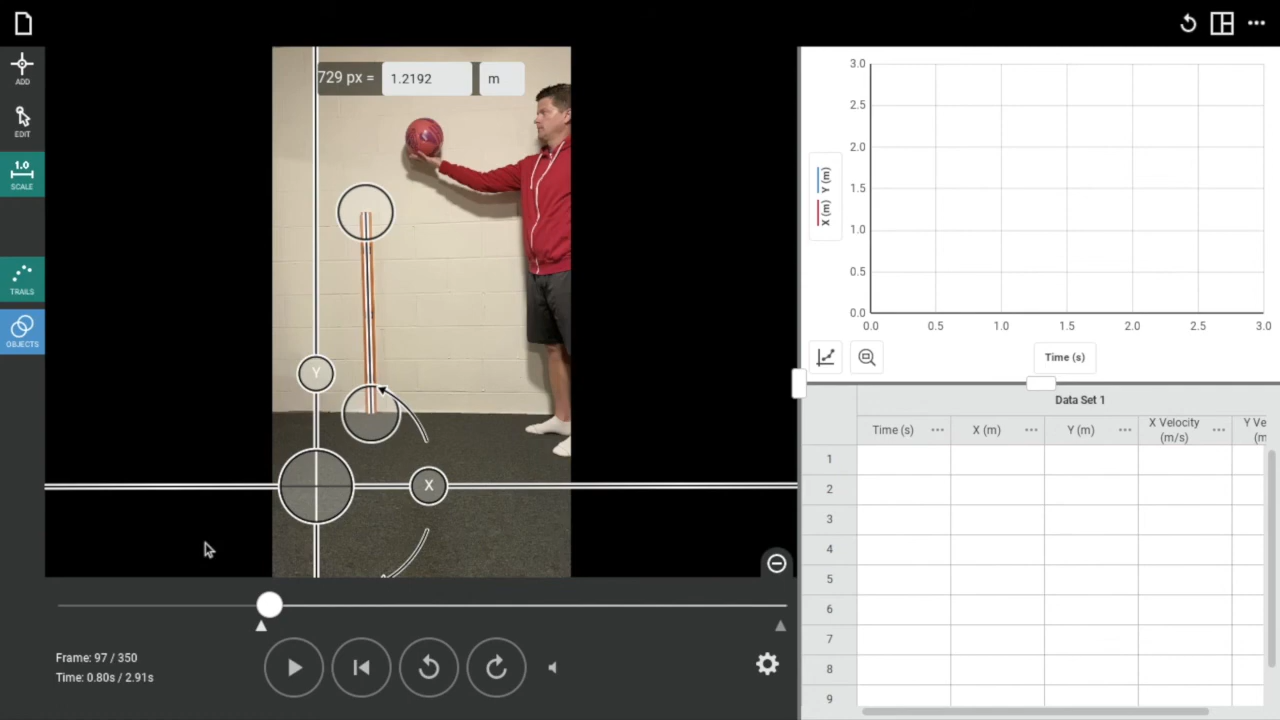 729 px = 1.2192 m
ADD
EDIT
1.0
SCALE
TRAILS
OBJECTS
Y
X
Frame: 97 / 350
Time: 0.80s / 2.91s
3.0
2.5
2.0
1.5
1.0
0.5
0.0
X (m) Y (m)
0.0 0.5 1.0 1.5 2.0 2.5 3.0
Time (s)
Data Set 1
Time (s) ••• X (m) ••• Y (m) ••• X Velocity ••• Y Ve
(m/s) (m
1
2
3
4
5
6
7
8
9